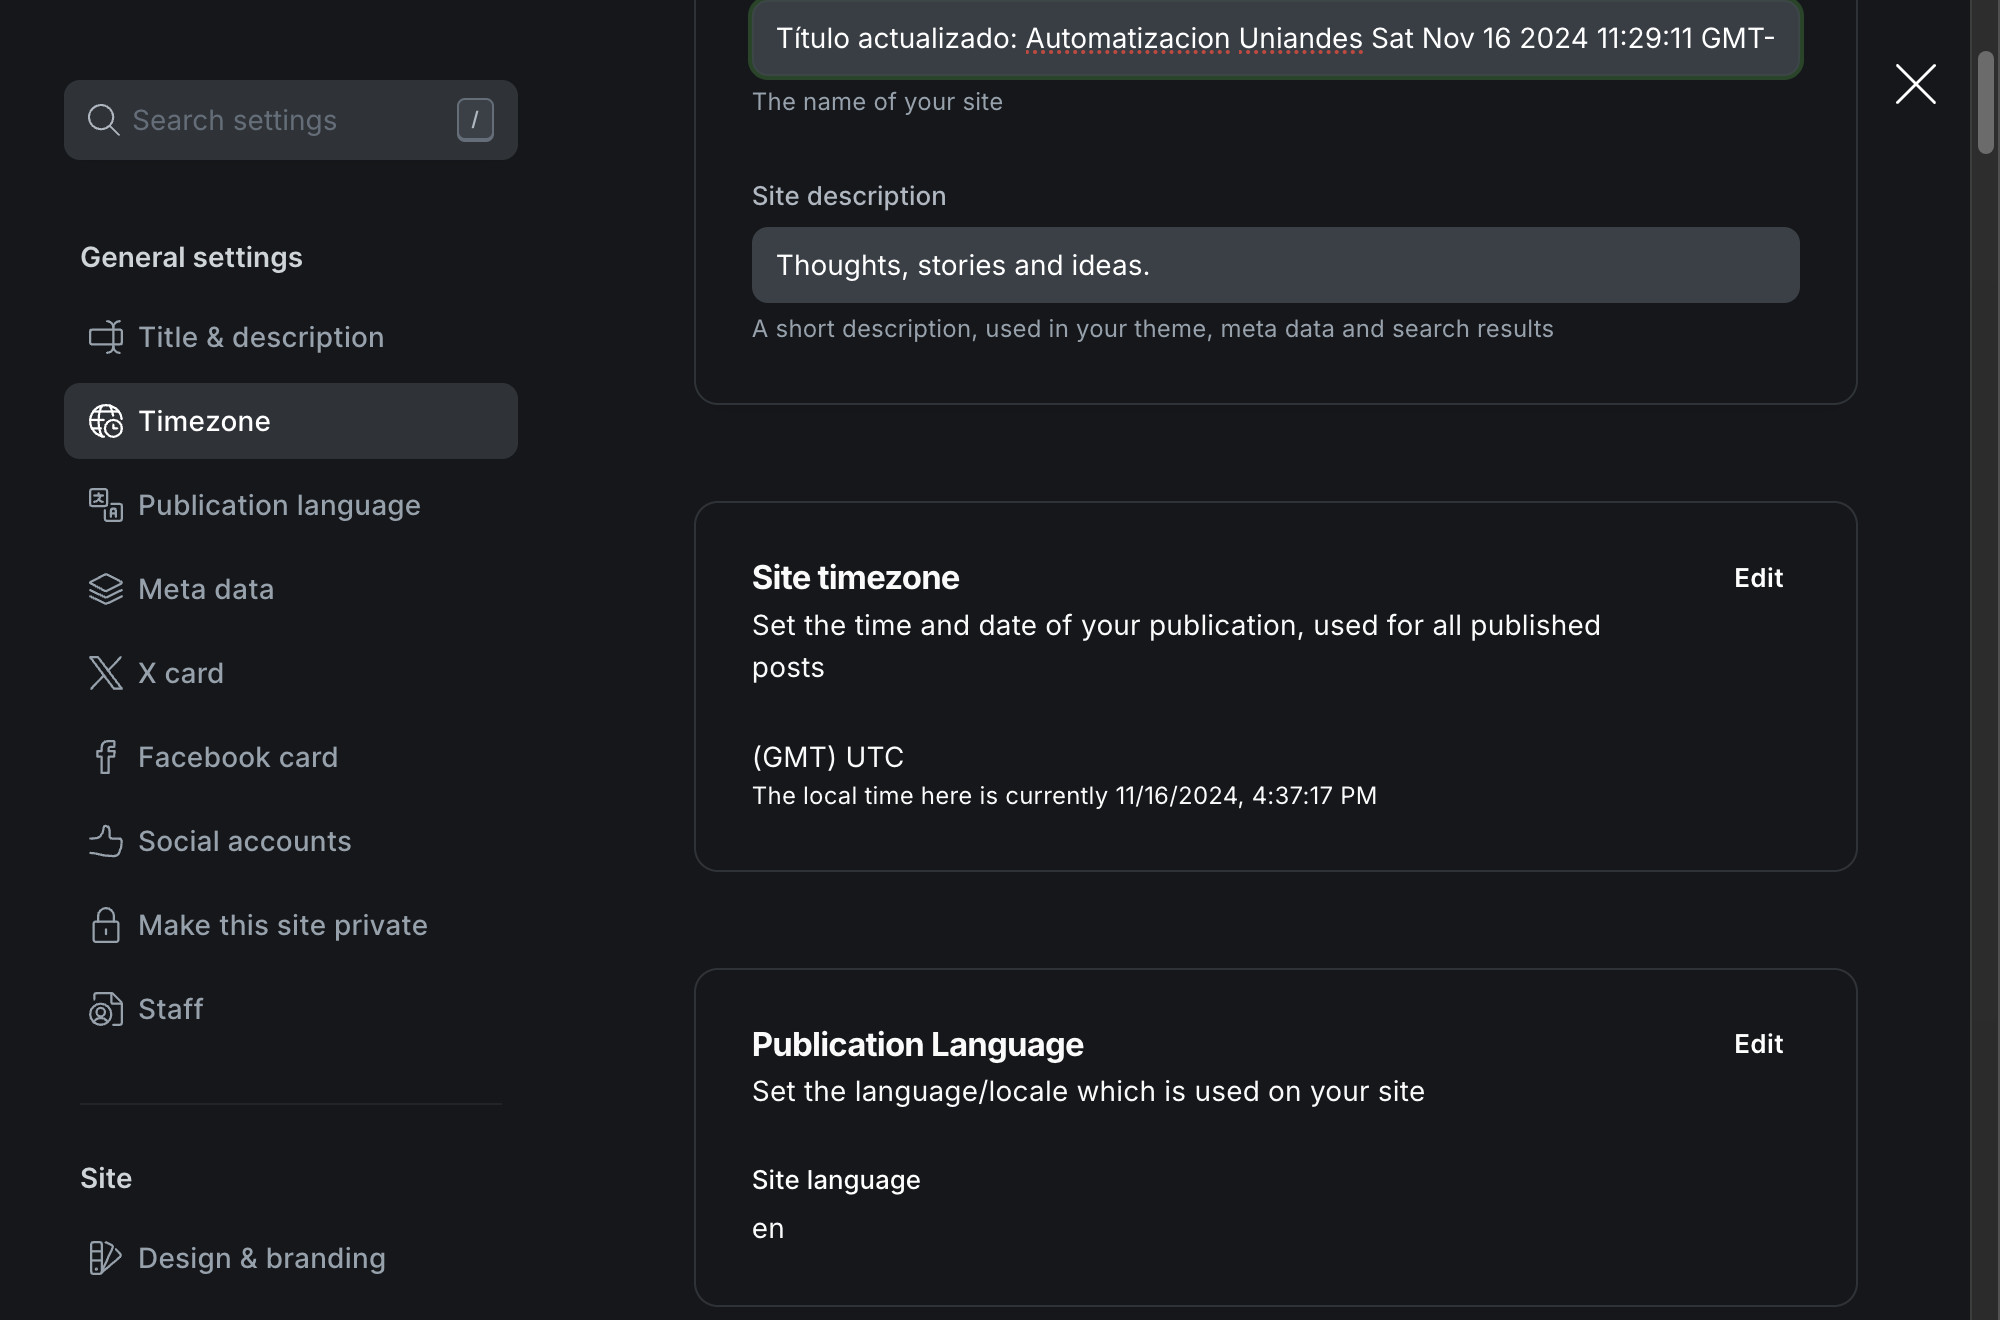 Search settings
/
General settings
Title & description
Timezone
Publication language
Meta data
X card
Facebook card
Social accounts
Make this site private
Staff
Site
Design & branding
Título actualizado: Automatizacion Uniandes Sat Nov 16 2024 11:29:11 GMT-
The name of your site
Site description
Thoughts, stories and ideas.
A short description, used in your theme, meta data and search results
Site timezone
Edit
Set the time and date of your publication, used for all published
posts
(GMT) UTC
The local time here is currently 11/16/2024, 4:37:17 PM
Publication Language
Edit
Set the language/locale which is used on your site
Site language
en